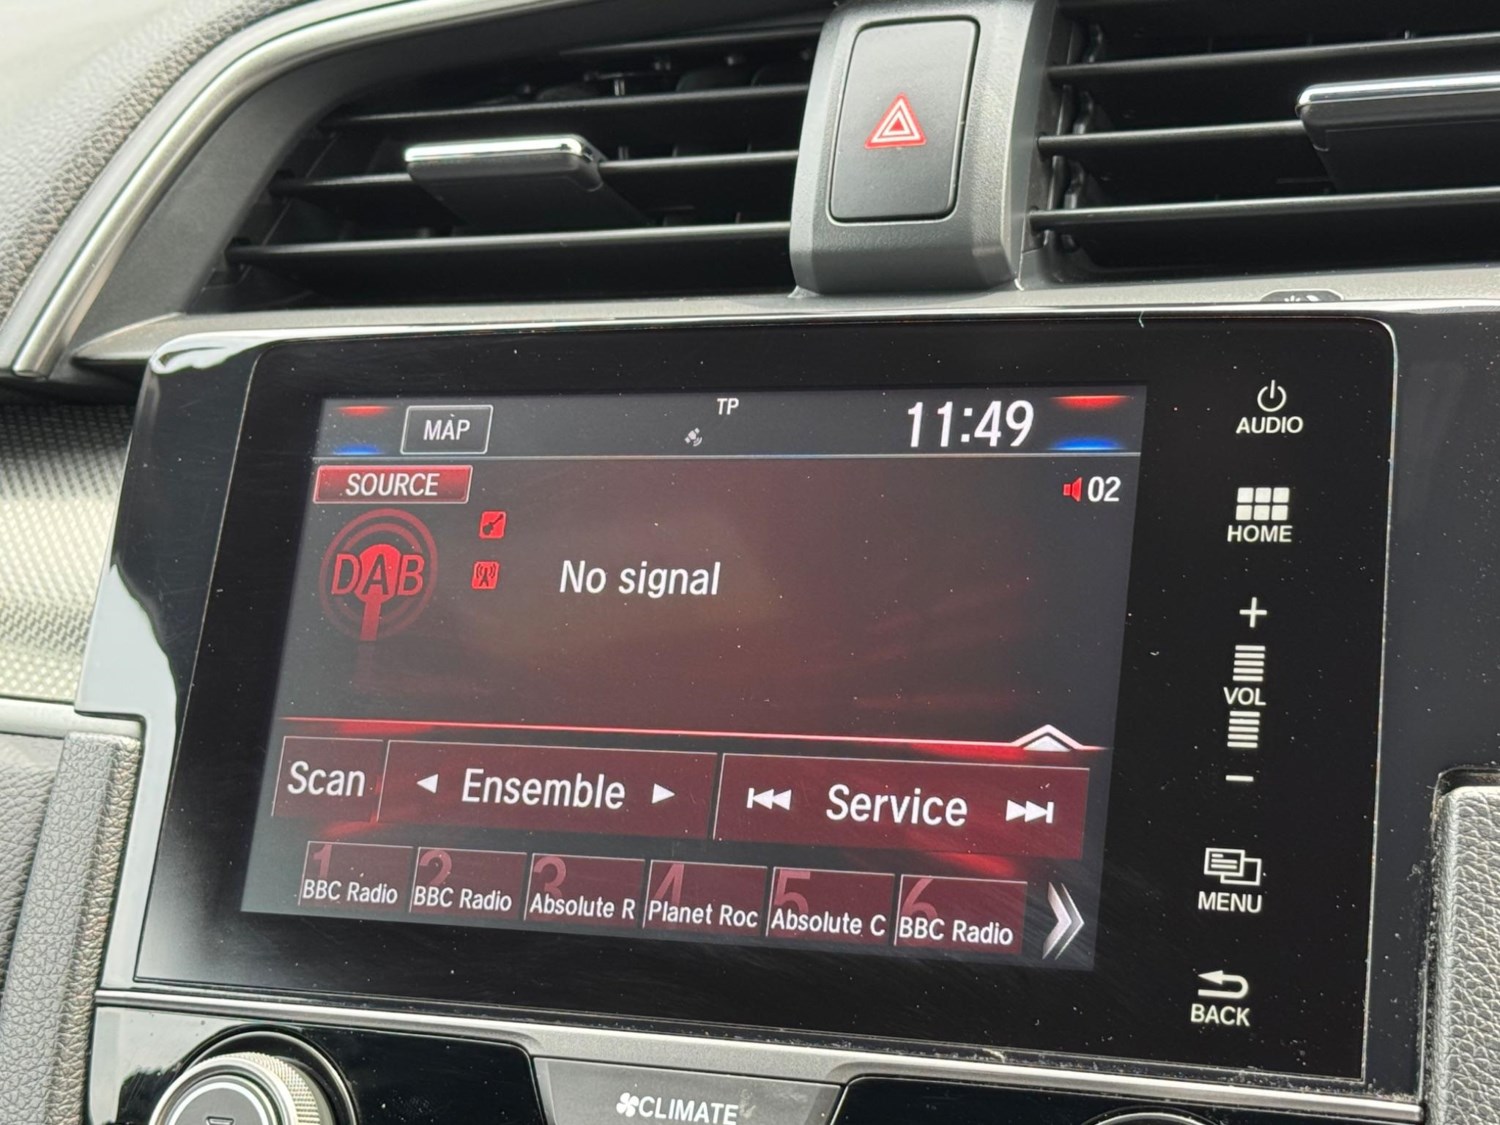 MAP
TP
11:49
AUDIO
SOURCE
02
HOME
DAB
No signal
+
VOL
−
Scan
Ensemble
Service
1 BBC Radio
2 BBC Radio
3 Absolute R
4 Planet Roc
5 Absolute C
6 BBC Radio
MENU
BACK
CLIMATE